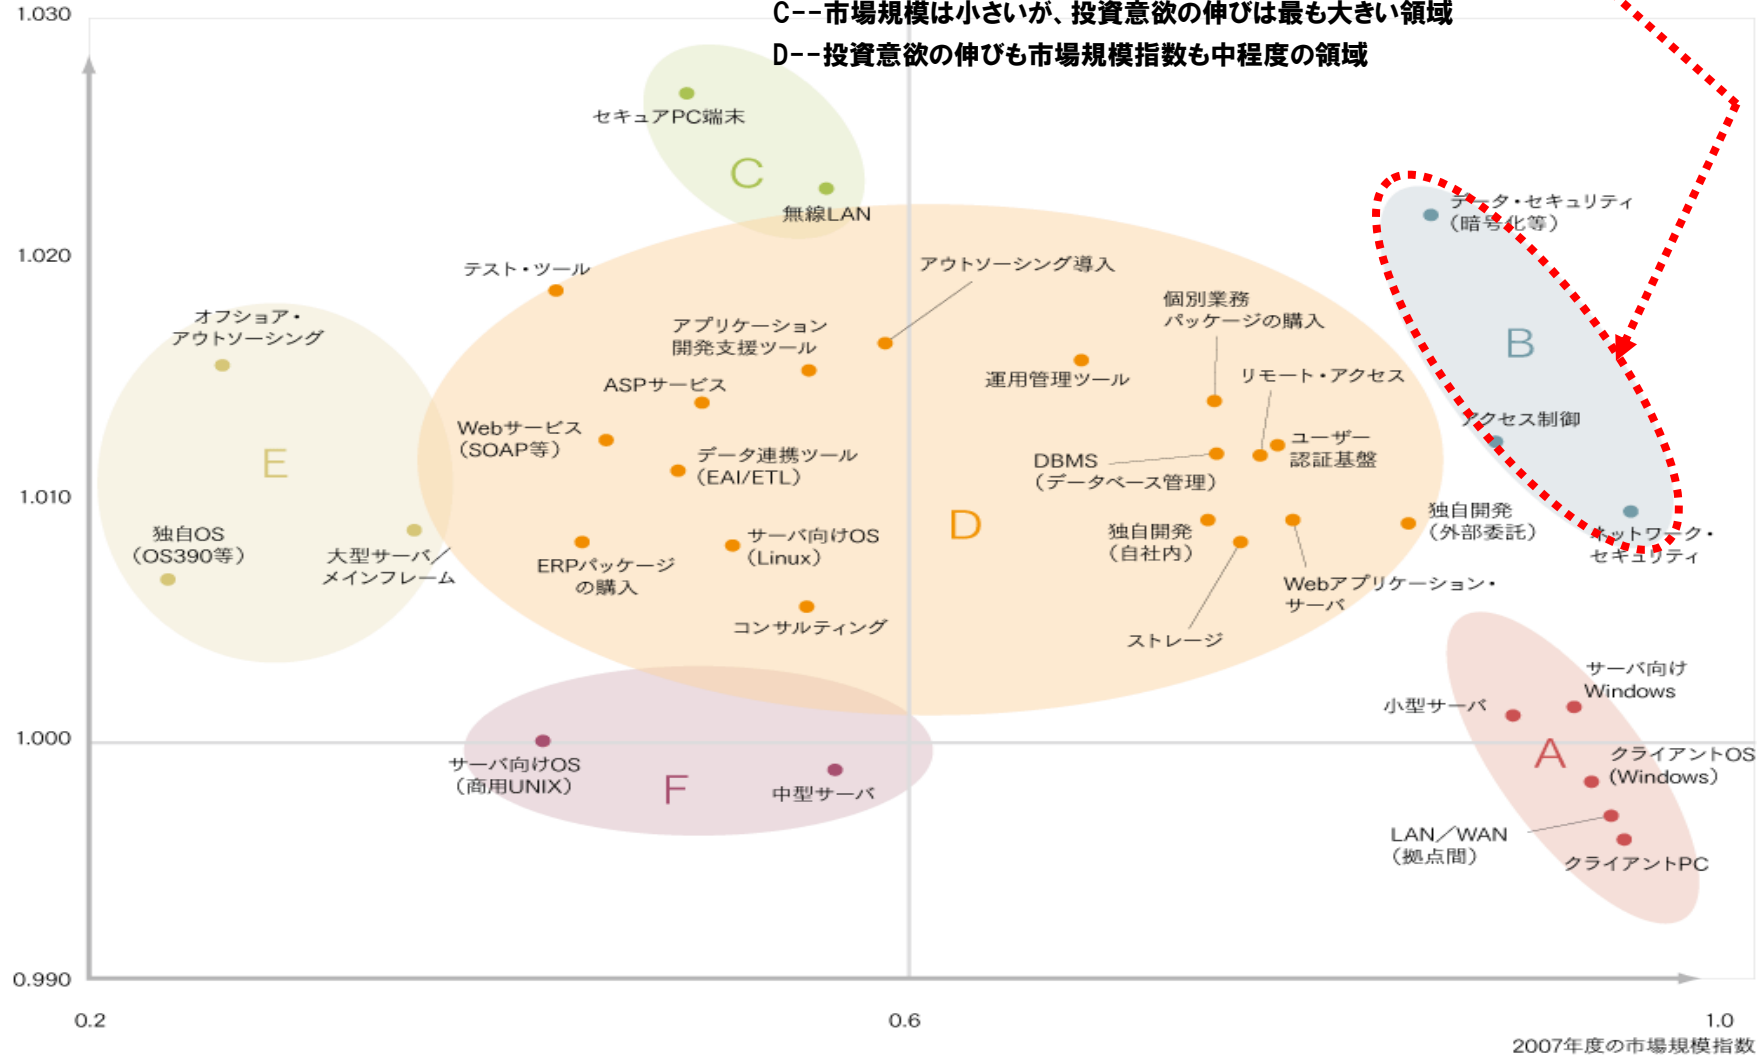 C--市場規模は小さいが、投資意欲の伸びは最も大きい領域
D--投資意欲の伸びも市場規模指数も中程度の領域
1.030
1.020
1.010
1.000
0.990
0.2
0.6
1.0
2007年度の市場規模指数
C
セキュアPC端末
無線LAN
B
データ・セキュリティ
（暗号化等）
アクセス制御
ネットワーク・
セキュリティ
E
オフショア・
アウトソーシング
独自OS
（OS390等）
大型サーバ／
メインフレーム
D
テスト・ツール
アウトソーシング導入
アプリケーション
開発支援ツール
ASPサービス
Webサービス
（SOAP等）
データ連携ツール
（EAI/ETL）
ERPパッケージ
の購入
サーバ向けOS
（Linux）
コンサルティング
個別業務
パッケージの購入
運用管理ツール
リモート・アクセス
ユーザー
認証基盤
DBMS
（データベース管理）
独自開発
（自社内）
独自開発
（外部委託）
Webアプリケーション・
サーバ
ストレージ
F
サーバ向けOS
（商用UNIX）
中型サーバ
A
サーバ向け
Windows
小型サーバ
クライアントOS
（Windows）
LAN／WAN
（拠点間）
クライアントPC